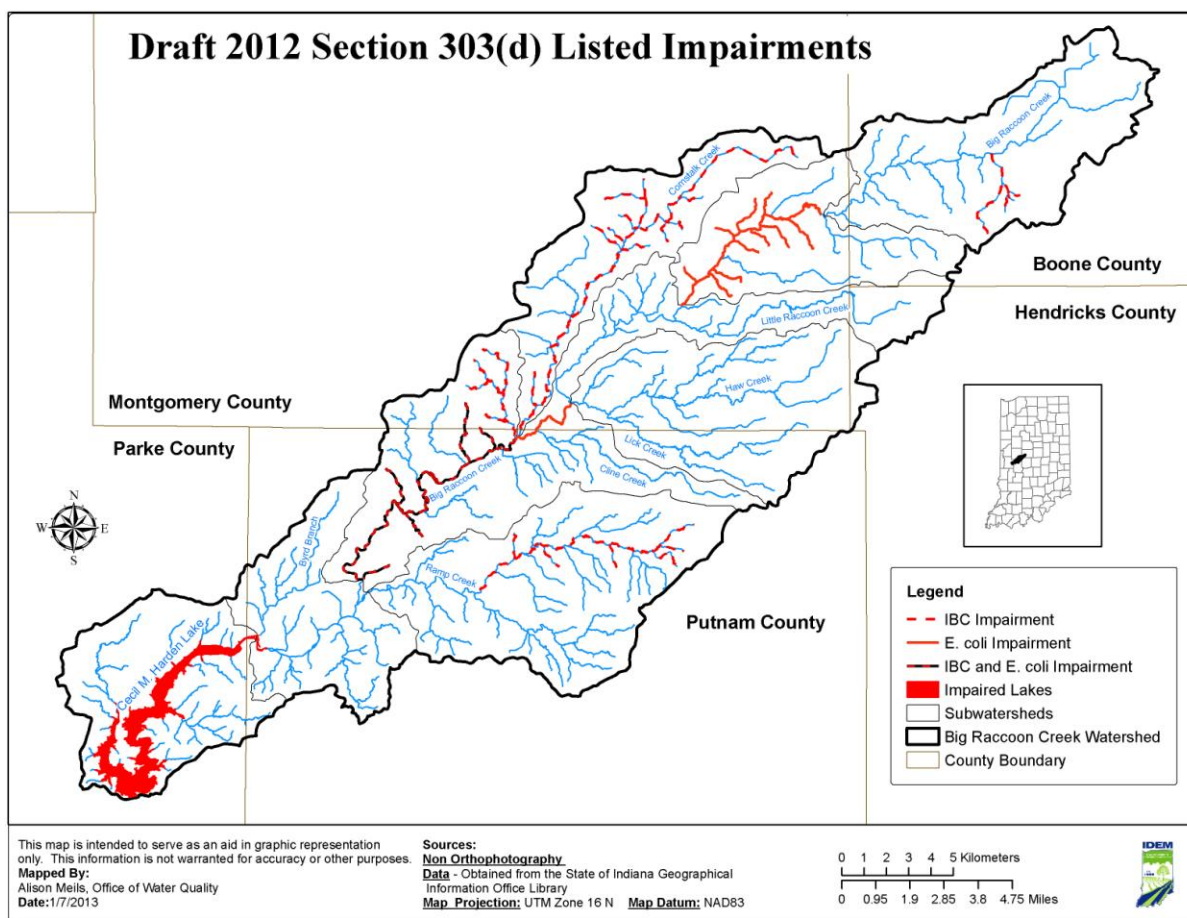 Draft 2012 Section 303(d) Listed Impairments
Big Raccoon Creek
Cornstalk Creek
Boone County
Hendricks County
Little Raccoon Creek
Haw Creek
Montgomery County
Parke County
Lick Creek
Big Raccoon Creek
Cline Creek
N
W E
S
Byrd Branch
Ramp Creek
Putnam County
Cecil M. Harden Lake
Legend
IBC Impairment
E. coli Impairment
IBC and E. coli Impairment
Impaired Lakes
Subwatersheds
Big Raccoon Creek Watershed
County Boundary
This map is intended to serve as an aid in graphic representation
only. This information is not warranted for accuracy or other purposes.
Mapped By:
Alison Meils, Office of Water Quality
Date:1/7/2013
Sources:
Non Orthophotography
Data - Obtained from the State of Indiana Geographical
Information Office Library
Map Projection: UTM Zone 16 N Map Datum: NAD83
0 1 2 3 4 5 Kilometers
0 0.95 1.9 2.85 3.8 4.75 Miles
IDEM